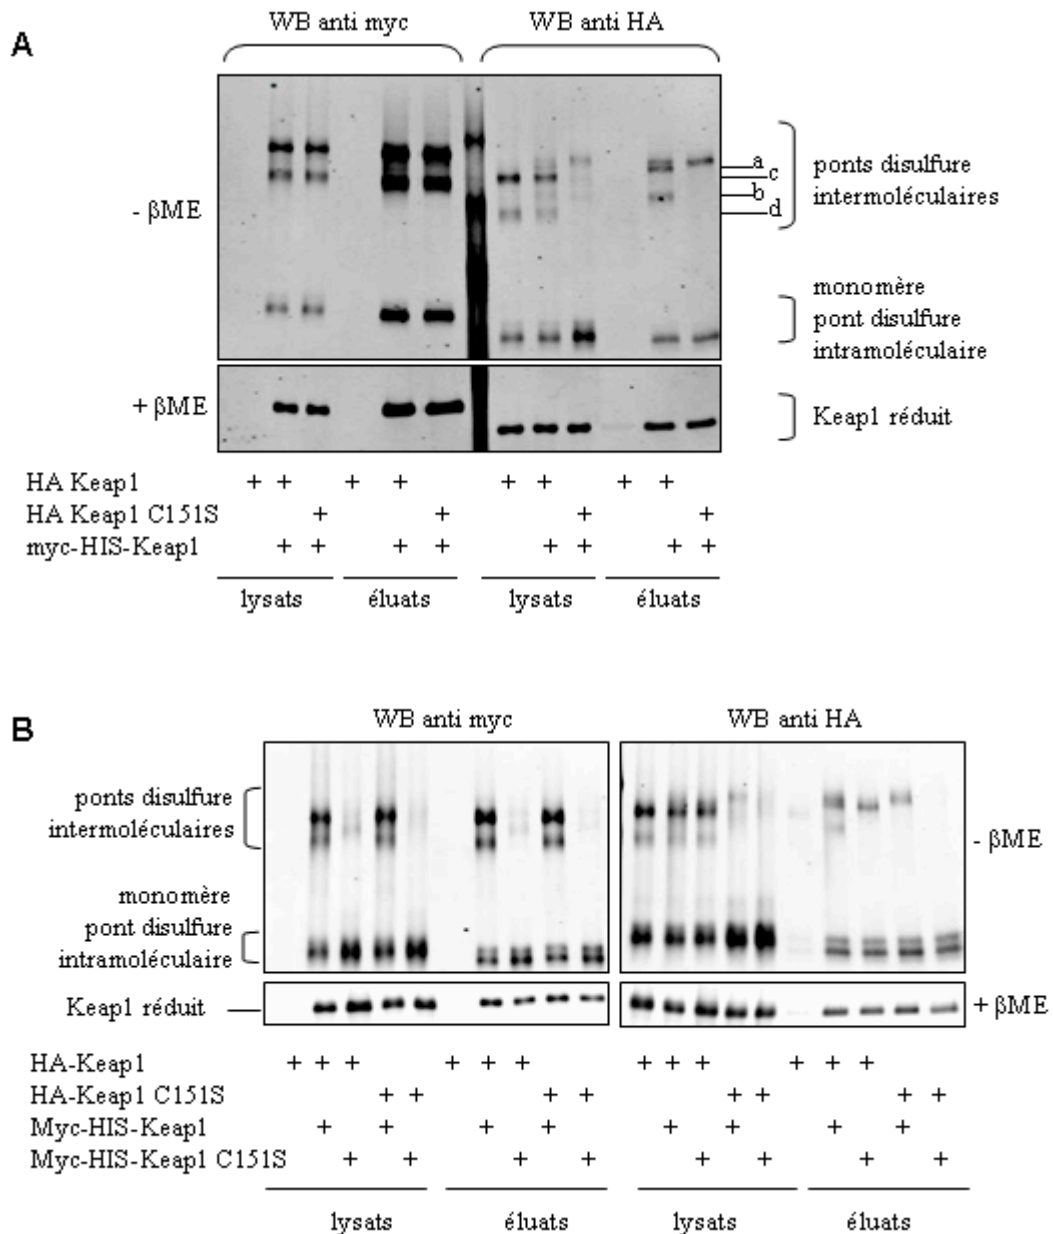 A
WB anti myc WB anti HA
- βME
a
c
b
d
ponts disulfure
intermoléculaires
monomère
pont disulfure
intramoléculaire
+ βME
Keap1 réduit
HA Keap1 + + + + + + + +
HA Keap1 C151S + + + +
myc-HIS-Keap1 + + + + + + + +
lysats éluats lysats éluats
B
WB anti myc WB anti HA
ponts disulfure
intermoléculaires
- βME
monomère
pont disulfure
intramoléculaire
Keap1 réduit
+ βME
HA-Keap1 + + + + + + + + + + + +
HA-Keap1 C151S + + + + + + + +
Myc-HIS-Keap1 + + + + + + + +
Myc-HIS-Keap1 C151S + + + + + + + +
lysats éluats lysats éluats